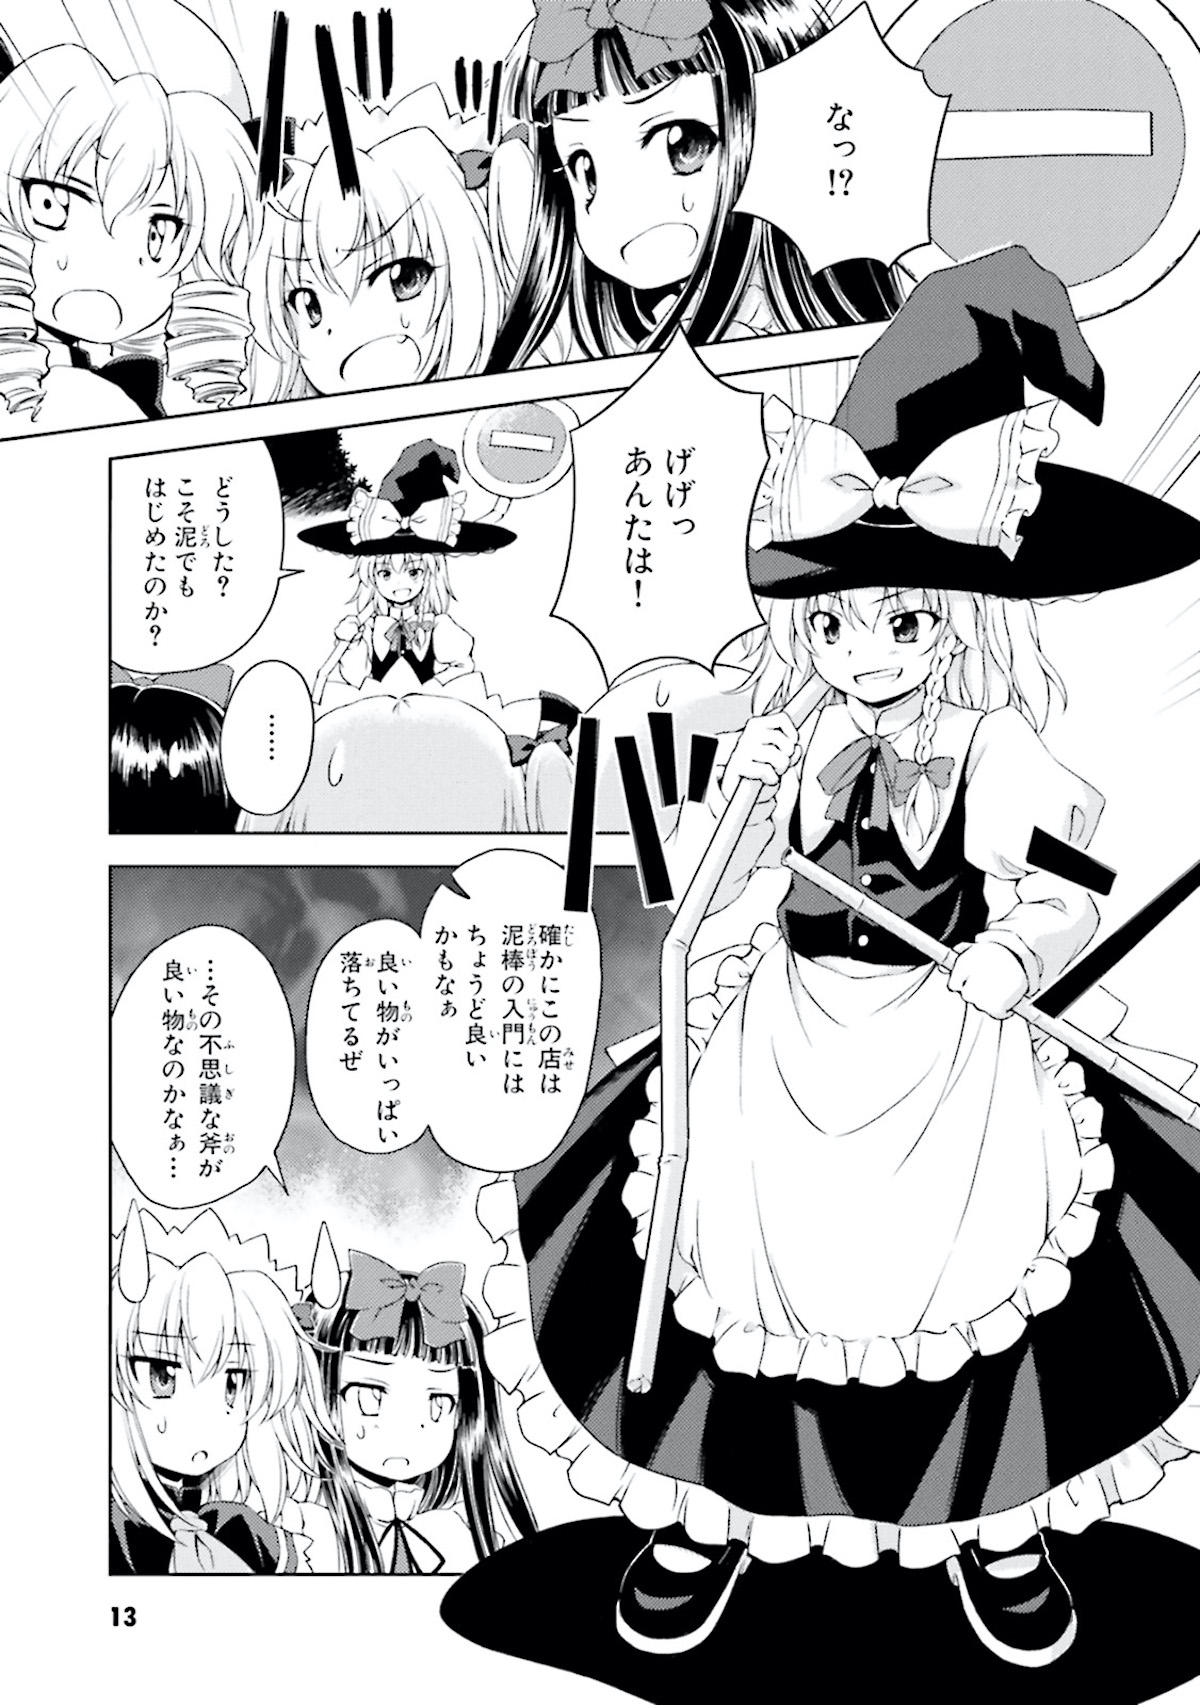 なっ!?
げげっ
あんたは!
バン
どうした?
こそ泥でも
はじめたのか?
……
確かにこの店は
泥棒の入門には
ちょうど良い
かもなぁ
良い物がいっぱい
落ちてるぜ
…その不思議な斧が
良い物なのかなぁ…
13